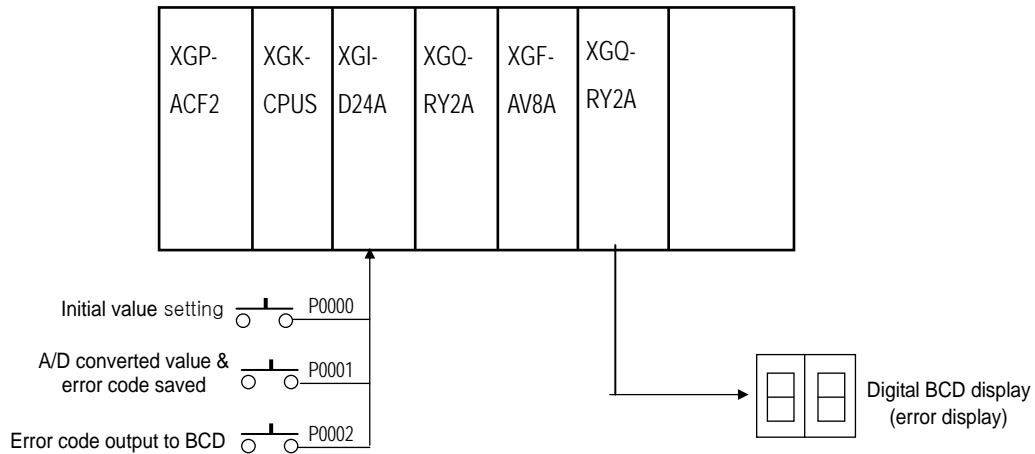 XGP-
ACF2
XGK-
CPUS
XGI-
D24A
XGQ-
RY2A
XGF-
AV8A
XGQ-
RY2A
Initial value setting
P0000
A/D converted value &
error code saved
P0001
Error code output to BCD
P0002
Digital BCD display
(error display)